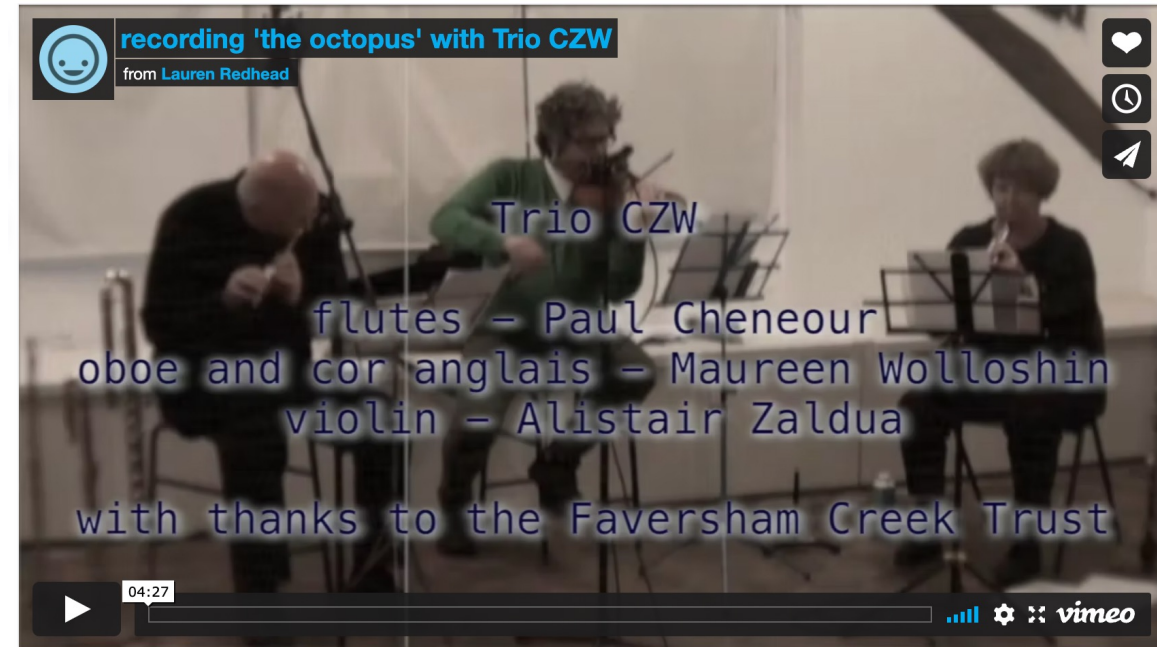 recording 'the octopus' with Trio CZW
from Lauren Redhead
Trio CZW
flutes – Paul Cheneour
oboe and cor anglais – Maureen Wolloshin
violin – Alistair Zaldua
with thanks to the Faversham Creek Trust
04:27
vimeo